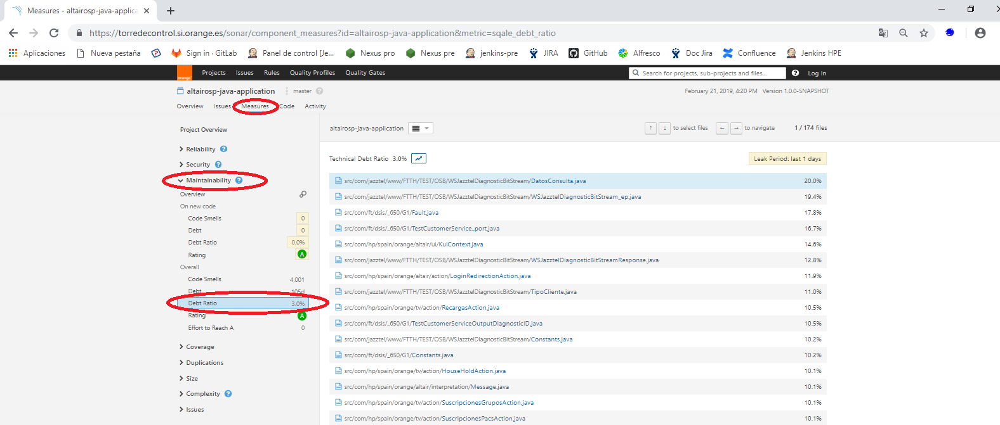 Measures - altairosp-java-applica
https://torredecontrol.si.orange.es/sonar/component_measures?id=altairosp-java-application&metric=sqale_debt_ratio
Aplicaciones Nueva pestaña Sign in · GitLab Panel de control [Je... Nexus pro Nexus pre jenkins-pre JIRA GitHub Alfresco Doc Jira Confluence Jenkins HPE
orange Projects Issues Rules Quality Profiles Quality Gates Search for projects, sub-projects and files... Log in
altairosp-java-application master February 21, 2019, 4:20 PM Version 1.0.0-SNAPSHOT
Overview Issues Measures Code Activity
Project Overview
Reliability
Security
Maintainability
Overview
On new code
Code Smells 0
Debt 0
Debt Ratio 0.0%
Rating A
Overall
Code Smells 4,001
Debt 105d
Debt Ratio 3.0%
Rating A
Effort to Reach A 0
Coverage
Duplications
Size
Complexity
Issues
altairosp-java-application ↑ ↓ to select files ← → to navigate 1 / 174 files
Technical Debt Ratio 3.0% Leak Period: last 1 days
src/com/jazztel/www/FTTH/TEST/OSB/WSJazztelDiagnosticBitStream/DatosConsulta.java 20.0%
src/com/jazztel/www/FTTH/TEST/OSB/WSJazztelDiagnosticBitStream/WSJazztelDiagnosticBitStream_ep.java 19.4%
src/com/ft/dsis/_650/G1/Fault.java 17.8%
src/com/ft/dsis/_650/G1/TestCustomerService_port.java 16.7%
src/com/hp/spain/orange/altair/ui/KuiContext.java 14.6%
src/com/jazztel/www/FTTH/TEST/OSB/WSJazztelDiagnosticBitStream/WSJazztelDiagnosticBitStreamResponse.java 12.8%
src/com/hp/spain/orange/altair/action/LoginRedirectionAction.java 11.9%
src/com/jazztel/www/FTTH/TEST/OSB/WSJazztelDiagnosticBitStream/TipoCliente.java 11.0%
src/com/hp/spain/orange/tv/action/RecargasAction.java 10.5%
src/com/ft/dsis/_650/G1/TestCustomerServiceOutputDiagnosticID.java 10.5%
src/com/jazztel/www/FTTH/TEST/OSB/WSJazztelDiagnosticBitStream/Constants.java 10.2%
src/com/ft/dsis/_650/G1/Constants.java 10.2%
src/com/hp/spain/orange/tv/action/HouseHoldAction.java 10.1%
src/com/hp/spain/orange/altair/interpretation/Message.java 10.1%
src/com/hp/spain/orange/tv/action/SuscripcionesGruposAction.java 10.1%
src/com/hp/spain/orange/tv/action/SuscripcionesPacsAction.java 10.1%